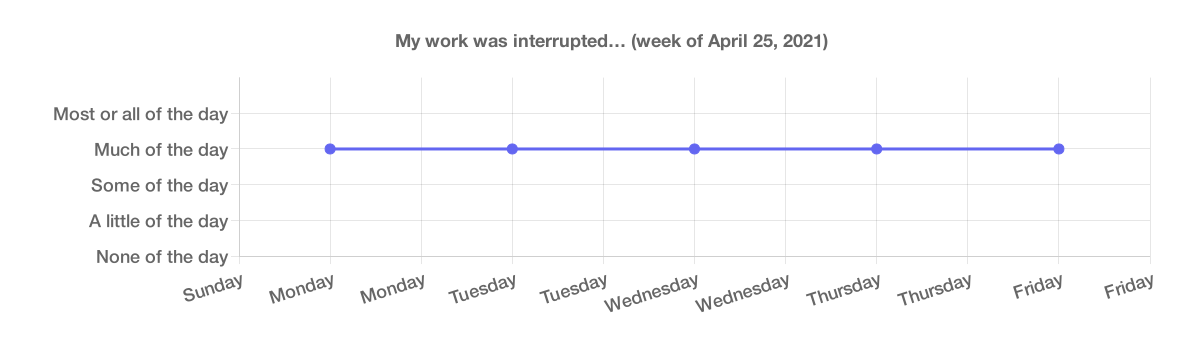 My work was interrupted… (week of April 25, 2021)
Most or all of the day
Much of the day
Some of the day
A little of the day
None of the day
Sunday
Monday
Monday
Tuesday
Tuesday
Wednesday
Wednesday
Thursday
Thursday
Friday
Friday